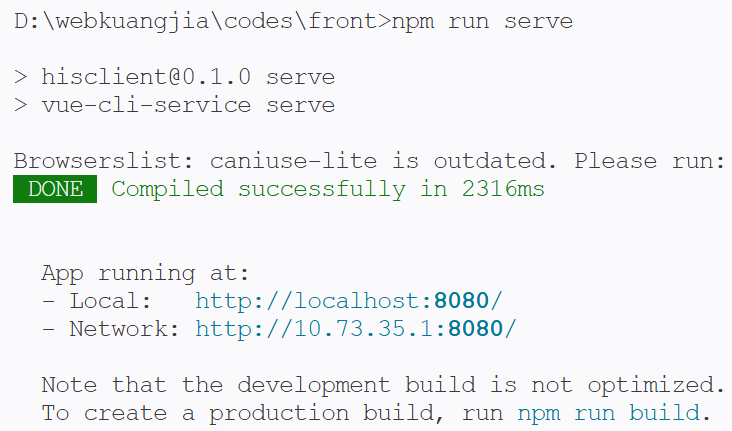 D:\webkuangjia\codes\front>npm run serve
> hisclient@0.1.0 serve
> vue-cli-service serve
Browserslist: caniuse-lite is outdated. Please run:
DONE Compiled successfully in 2316ms
App running at:
- Local: http://localhost:8080/
- Network: http://10.73.35.1:8080/
Note that the development build is not optimized.
To create a production build, run npm run build.